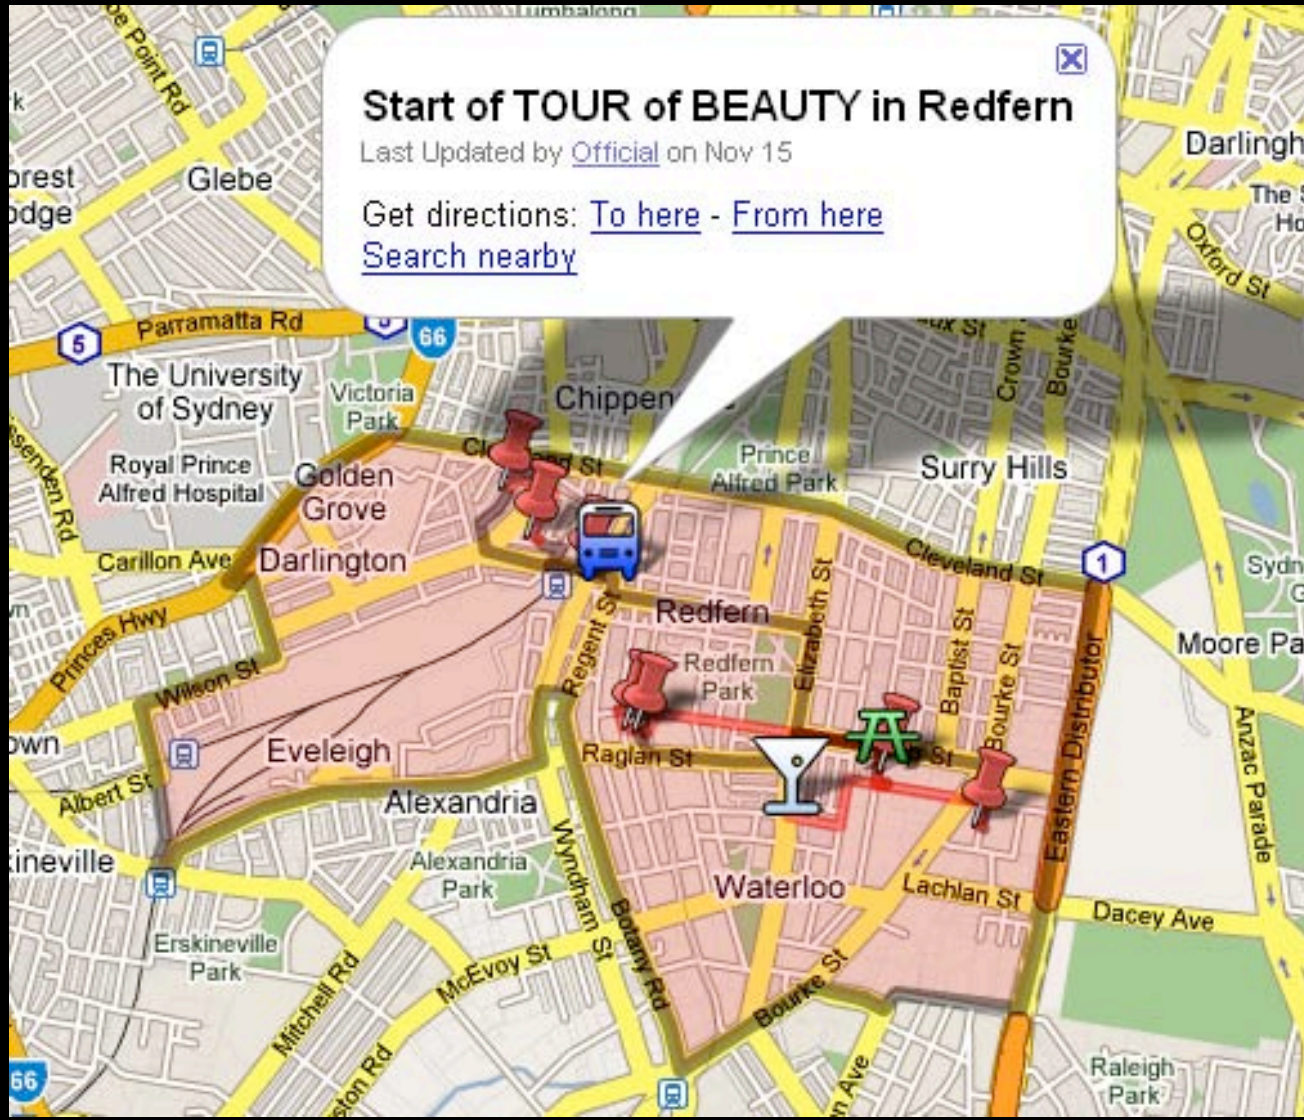 Tumbalong
Start of TOUR of BEAUTY in Redfern
Last Updated by Official on Nov 15
Get directions: To here - From here
Search nearby
Glebe
Oxford St
5
Parramatta Rd
66
The University
of Sydney
Victoria
Park
Crown
Bourke
Prince
Alfred Park
Surry Hills
Royal Prince
Alfred Hospital
Golden
Grove
Carillon Ave
Darlington
Cleveland St
1
Princes Hwy
Redfern
Elizabeth St
Redfern
Park
Regent St
Baptist St
Bourke St
Wilson St
Eveleigh
Raglan St
Eastern Distributor
Anzac Parade
Albert St
Alexandria
Alexandria
Park
Wyndham St
Waterloo
Lachlan St
Dacey Ave
Erskineville
Park
Mitchell Rd
McEvoy St
Botany Rd
Bourke St
66
Raleigh
Park